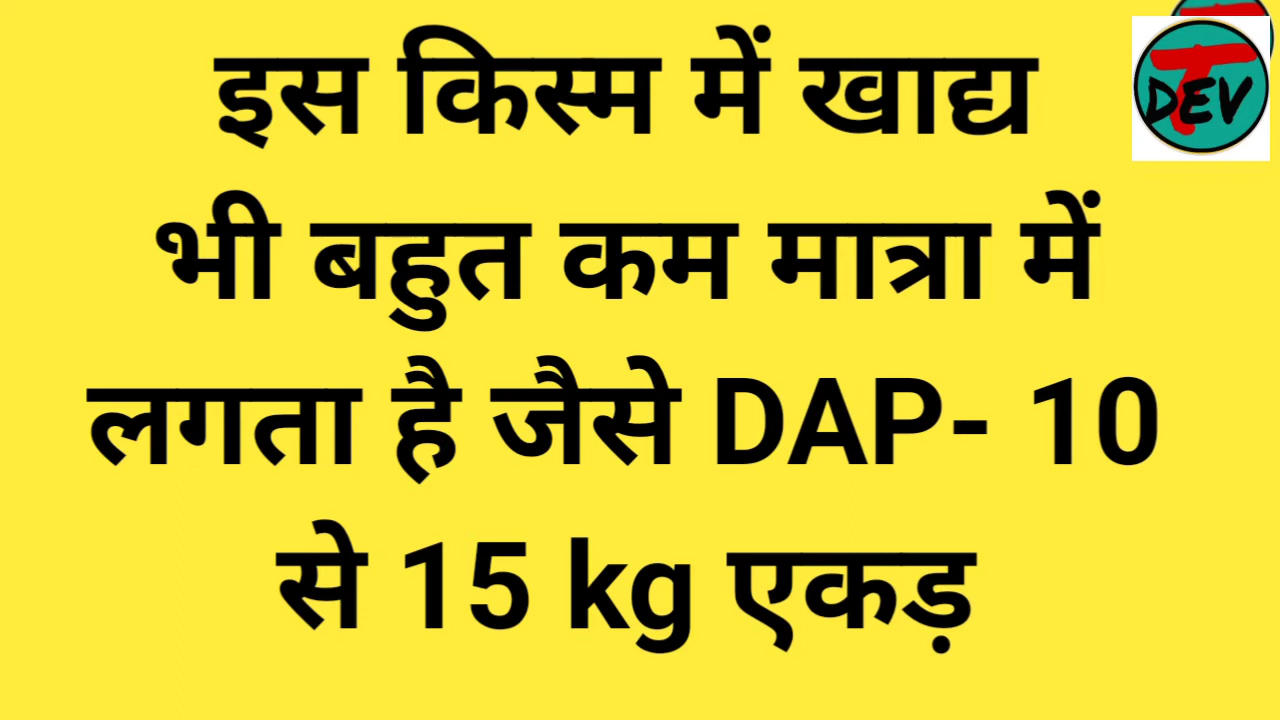 इस किस्म में खाद्य
भी बहुत कम मात्रा में
लगता है जैसे DAP- 10
से 15 kg एकड़
T
DEV